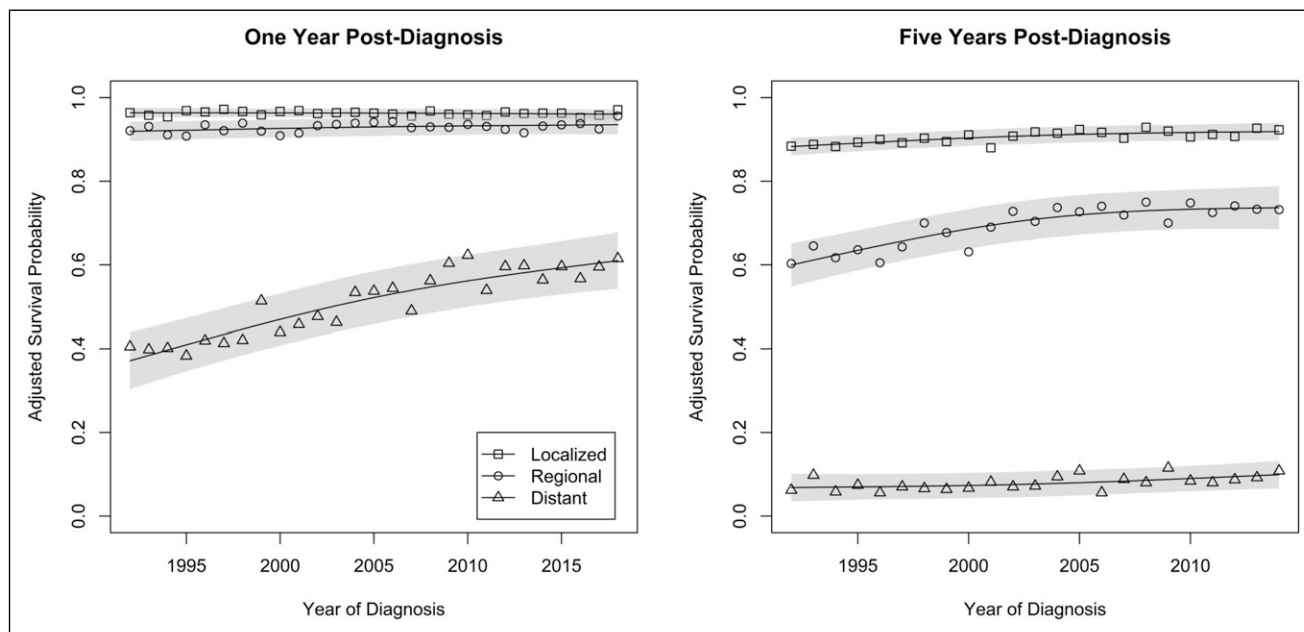 One Year Post-Diagnosis
Adjusted Survival Probability
1.0
0.8
0.6
0.4
0.2
0.0
Localized
Regional
Distant
1995 2000 2005 2010 2015
Year of Diagnosis
Five Years Post-Diagnosis
Adjusted Survival Probability
1.0
0.8
0.6
0.4
0.2
0.0
1995 2000 2005 2010
Year of Diagnosis